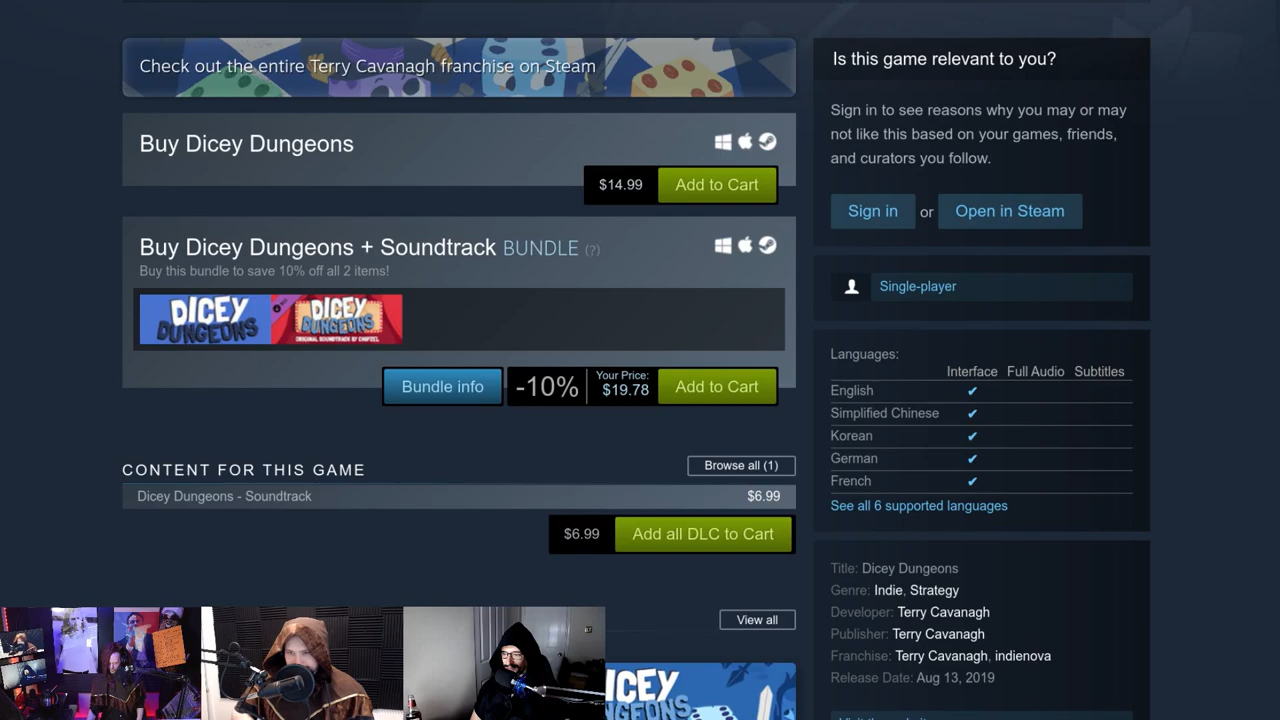 Check out the entire Terry Cavanagh franchise on Steam
Buy Dicey Dungeons
$14.99
Add to Cart
Buy Dicey Dungeons + Soundtrack BUNDLE (?)
Buy this bundle to save 10% off all 2 items!
DICEY
DUNGEONS
DICEY
DUNGEONS
ORIGINAL SOUNDTRACK BY CHIPZEL
Bundle info
-10%
Your Price:
$19.78
Add to Cart
CONTENT FOR THIS GAME
Browse all (1)
Dicey Dungeons - Soundtrack
$6.99
$6.99
Add all DLC to Cart
View all
ICEY
NGEONS
Is this game relevant to you?
Sign in to see reasons why you may or may
not like this based on your games, friends,
and curators you follow.
Sign in or Open in Steam
Single-player
Languages:
Interface Full Audio Subtitles
English ✔
Simplified Chinese ✔
Korean ✔
German ✔
French ✔
See all 6 supported languages
Title: Dicey Dungeons
Genre: Indie, Strategy
Developer: Terry Cavanagh
Publisher: Terry Cavanagh
Franchise: Terry Cavanagh, indienova
Release Date: Aug 13, 2019